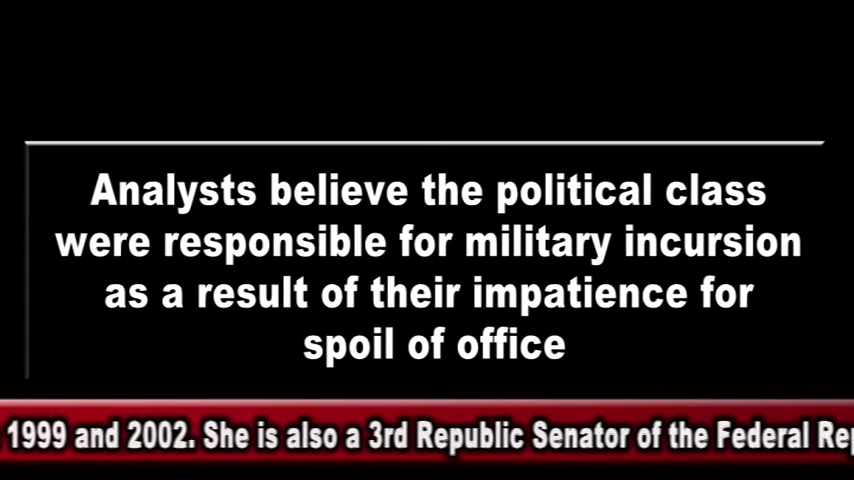 Analysts believe the political class
were responsible for military incursion
as a result of their impatience for
spoil of office
1999 and 2002. She is also a 3rd Republic Senator of the Federal Rep